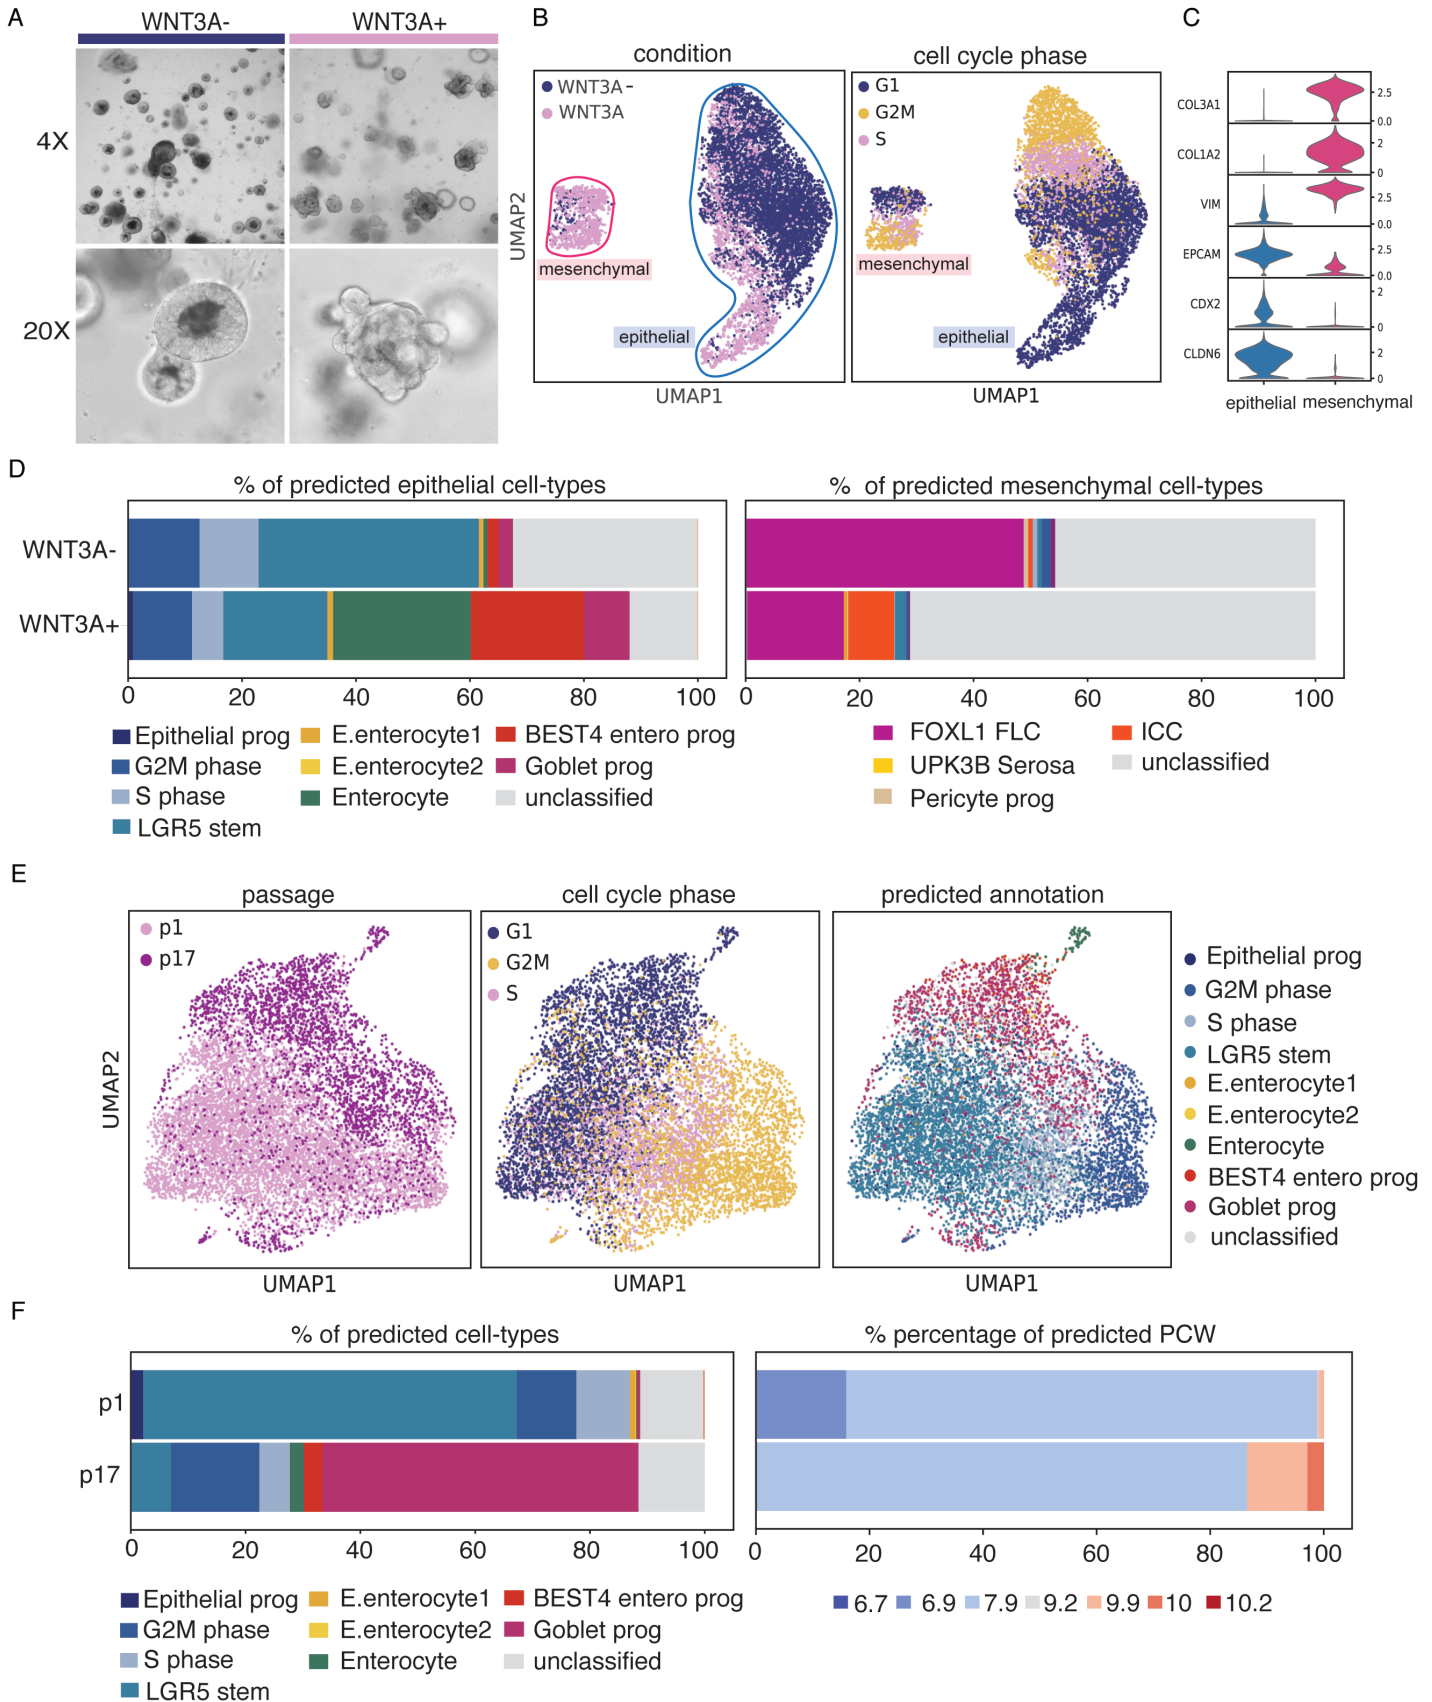 A
WNT3A-
WNT3A+
4X
20X
B
condition
cell cycle phase
WNT3A-
WNT3A
mesenchymal
epithelial
UMAP2
UMAP1
G1
G2M
S
mesenchymal
epithelial
UMAP1
C
COL3A1
2.5
0.0
COL1A2
2
0
VIM
2.5
0.0
EPCAM
2.5
0.0
CDX2
2
0
CLDN6
2
0
epithelial mesenchymal
D
% of predicted epithelial cell-types
% of predicted mesenchymal cell-types
WNT3A-
WNT3A+
0 20 40 60 80 100
0 20 40 60 80 100
Epithelial prog
G2M phase
S phase
LGR5 stem
E.enterocyte1
E.enterocyte2
Enterocyte
BEST4 entero prog
Goblet prog
unclassified
FOXL1 FLC
UPK3B Serosa
Pericyte prog
ICC
unclassified
E
passage
cell cycle phase
predicted annotation
p1
p17
UMAP2
UMAP1
G1
G2M
S
UMAP1
UMAP1
Epithelial prog
G2M phase
S phase
LGR5 stem
E.enterocyte1
E.enterocyte2
Enterocyte
BEST4 entero prog
Goblet prog
unclassified
F
% of predicted cell-types
% percentage of predicted PCW
p1
p17
0 20 40 60 80 100
0 20 40 60 80 100
Epithelial prog
G2M phase
S phase
LGR5 stem
E.enterocyte1
E.enterocyte2
Enterocyte
BEST4 entero prog
Goblet prog
unclassified
6.7 6.9 7.9 9.2 9.9 10 10.2